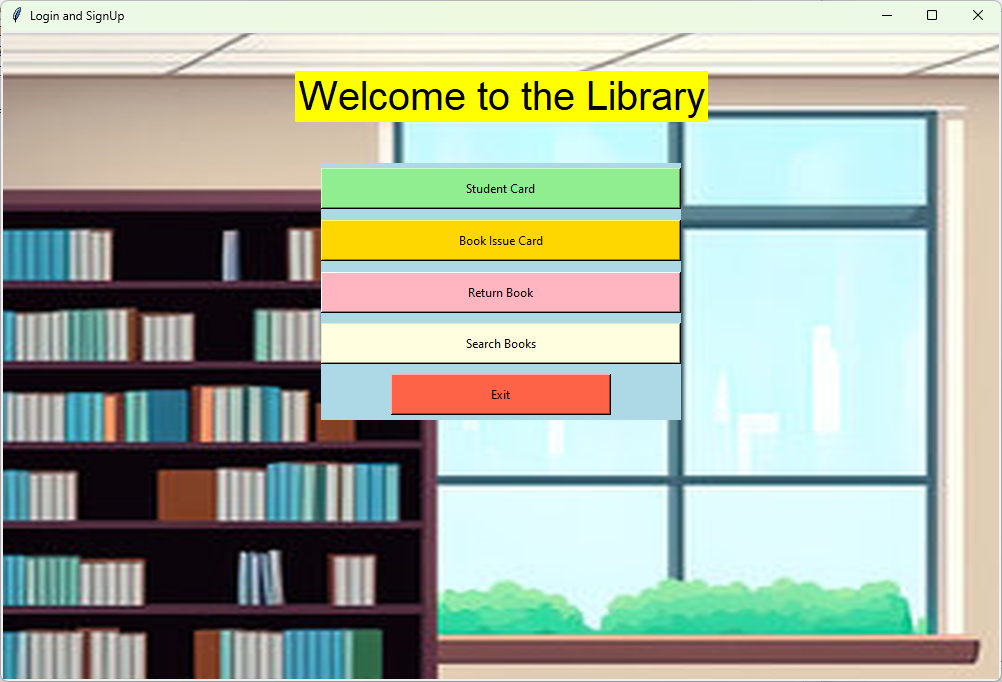 Login and SignUp
Welcome to the Library
Student Card
Book Issue Card
Return Book
Search Books
Exit